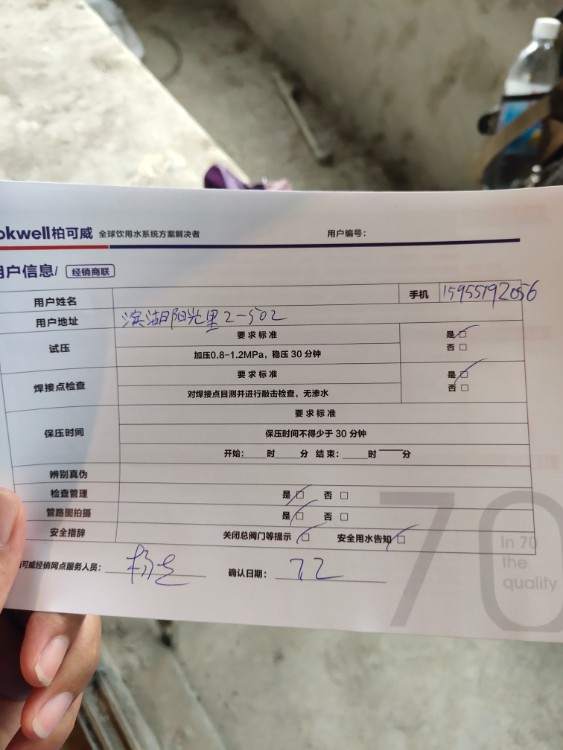 okwell柏可威 全球饮用水系统方案解决者 用户编号：
户信息/ 经销商联
用户姓名 手机 15955792056
用户地址 滨湖阳光里2-502
试压 要求标准 是 □
加压0.8-1.2MPa，稳压 30 分钟 否 □
焊接点检查 要求标准 是 □
对焊接点目测并进行敲击检查，无渗水 否 □
保压时间 要求标准
保压时间不得少于 30 分钟
开始： 时 分 结束： 时 分
辨别真伪
检查管理 是 □ 否 □
管路图拍摄 是 □ 否 □
安全措辞 关闭总阀门等提示 □ 安全用水告知 □
可威经销网点服务人员： 确认日期： 7.2
70
In 70
the
quality